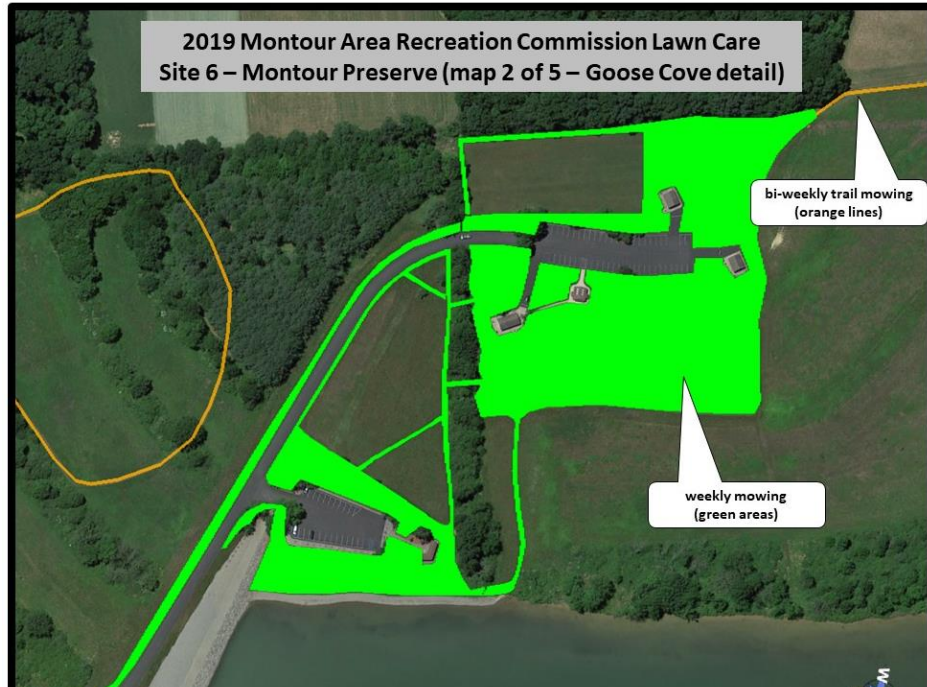 2019 Montour Area Recreation Commission Lawn Care
Site 6 – Montour Preserve (map 2 of 5 – Goose Cove detail)
bi-weekly trail mowing
(orange lines)
weekly mowing
(green areas)
W